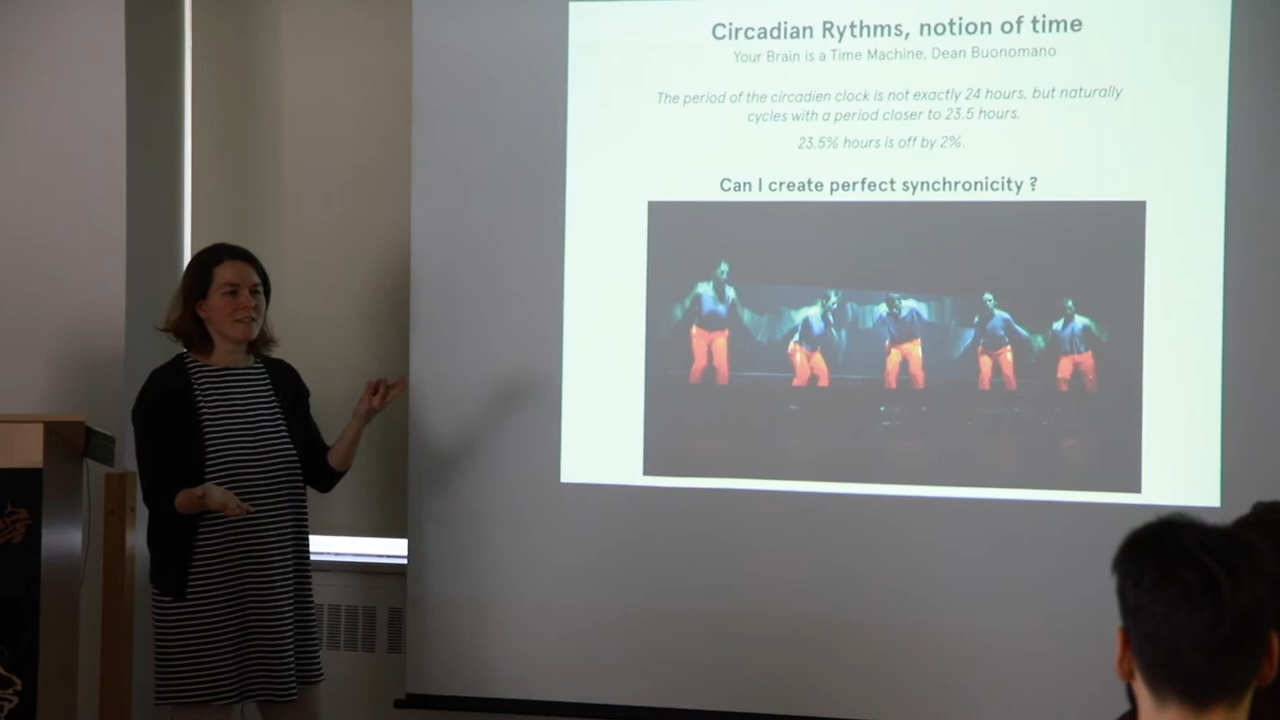 Circadian Rythms, notion of time
Your Brain is a Time Machine, Dean Buonomano
The period of the circadien clock is not exactly 24 hours, but naturally
cycles with a period closer to 23.5 hours.
23.5% hours is off by 2%.
Can I create perfect synchronicity ?